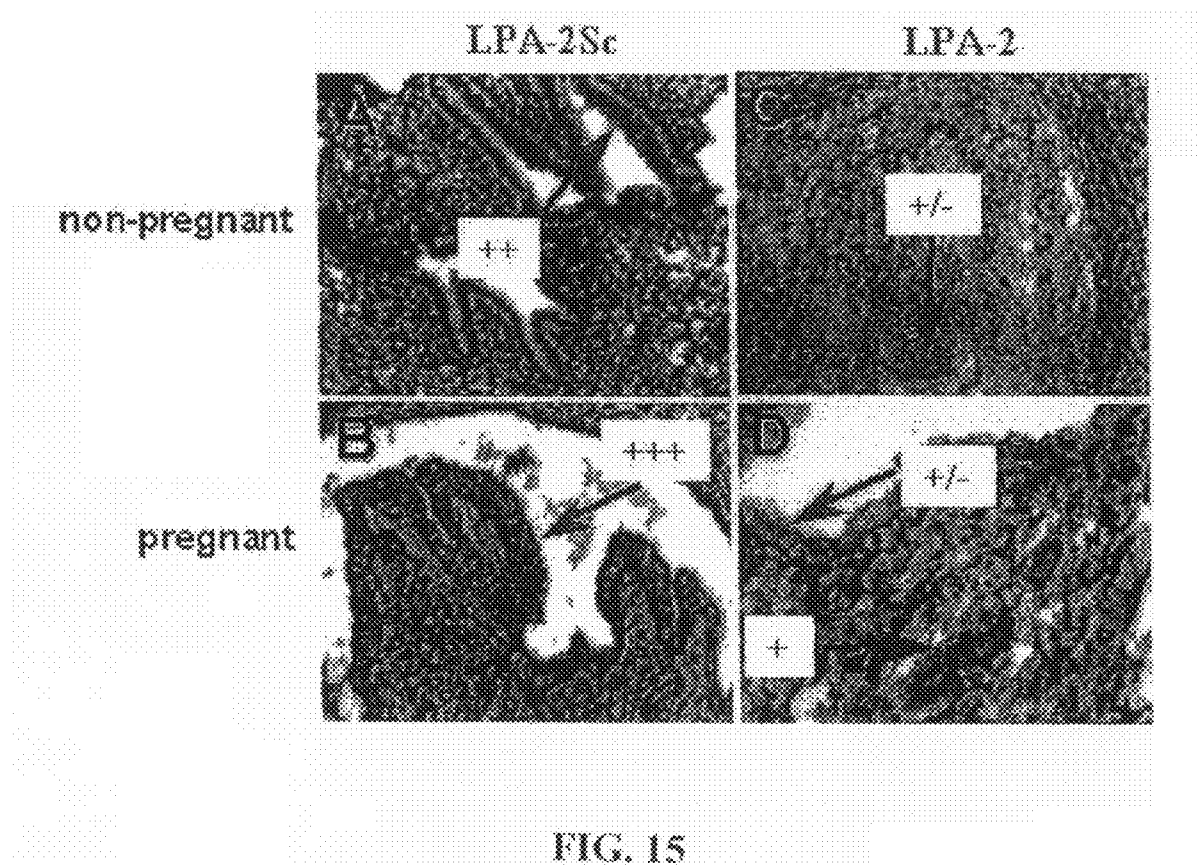 LPA-2Sc LPA-2
non-pregnant
A C
++ +/-
pregnant
B D
+++ +/-
+
FIG. 15